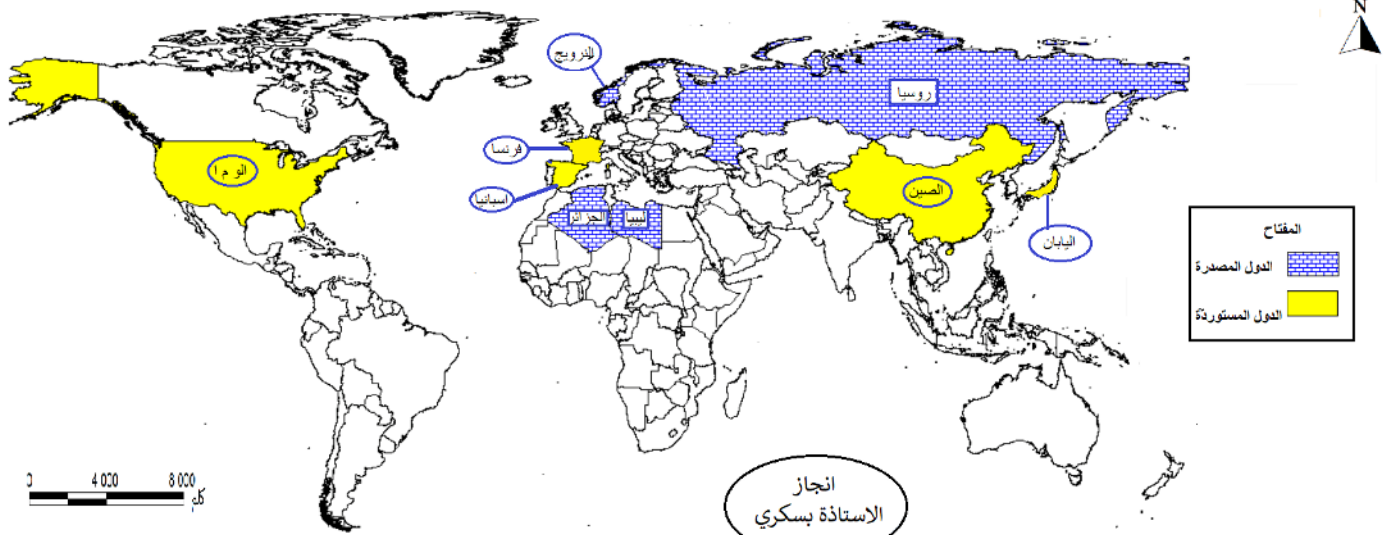 N
النرويج
روسيا
فرنسا
الو م ا
الصين
اسبانيا
الجزائر
ليبيا
اليابان
المفتاح
الدول المصدرة
الدول المستوردة
0 4 000 8 000
كلم
انجاز
الاستاذة بسكري